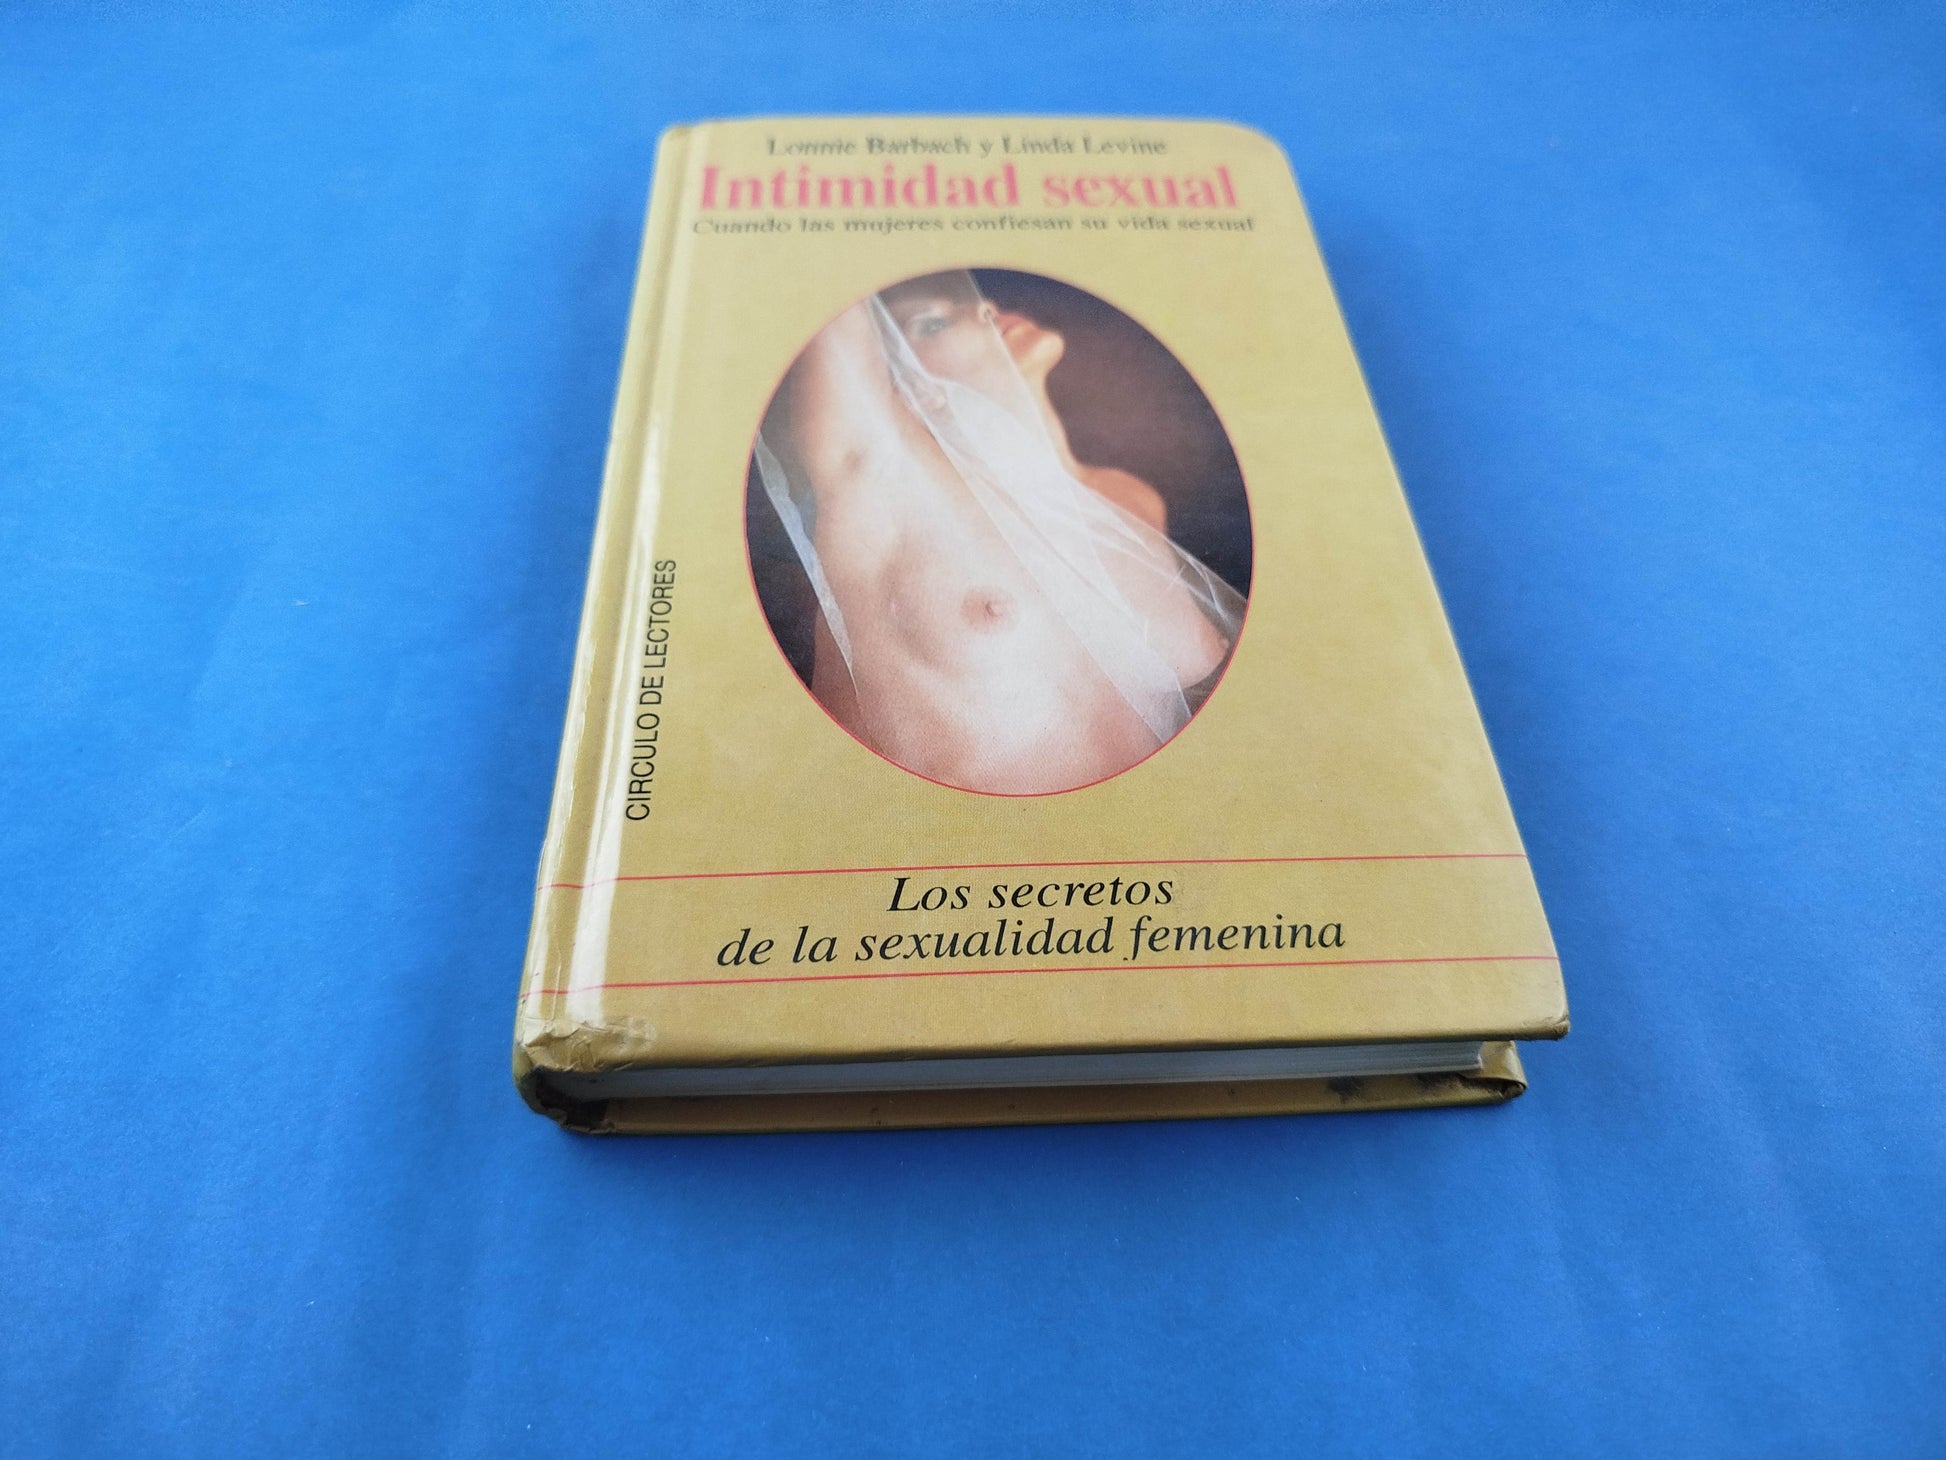 Lonnie Barbach y Linda Levine
Intimidad sexual
Cuando las mujeres confiesan su vida sexual
CIRCULO DE LECTORES
Los secretos
de la sexualidad femenina